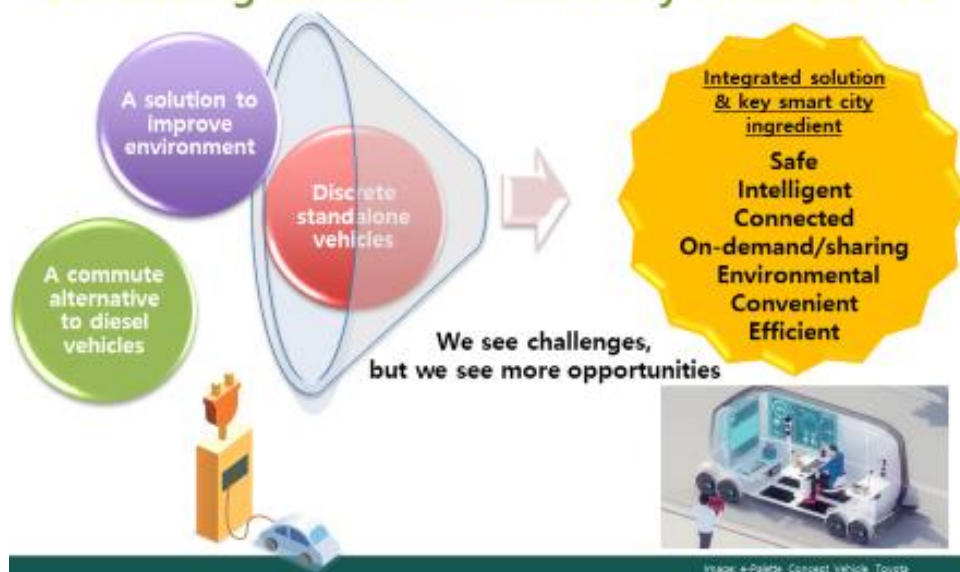 A solution to
improve
environment
Discrete
standalone
vehicles
A commute
alternative
to diesel
vehicles
Integrated solution
& key smart city
ingredient
Safe
Intelligent
Connected
On-demand/sharing
Environmental
Convenient
Efficient
We see challenges,
but we see more opportunities
Image: e-Palette Concept Vehicle, Toyota